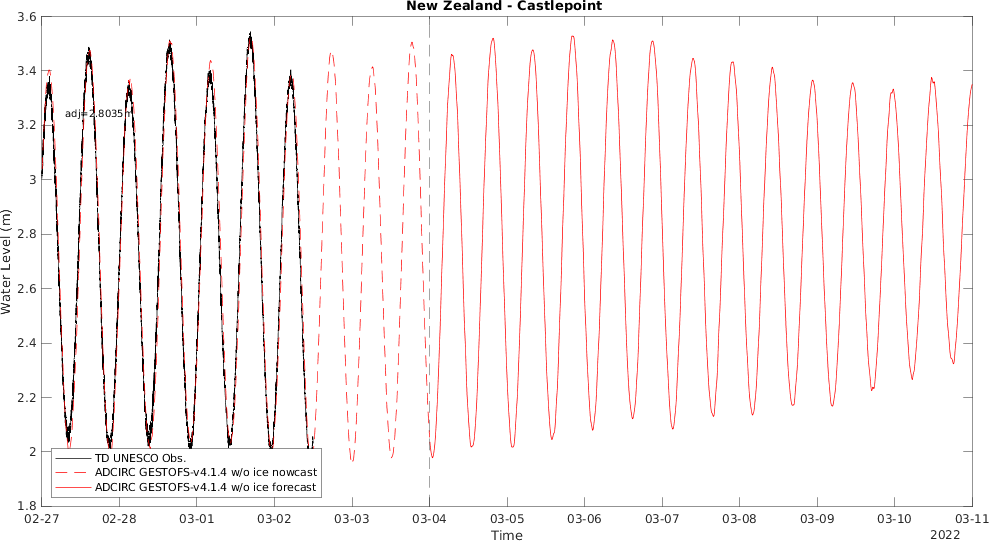 New Zealand - Castlepoint
3.6
3.4
3.2
3
2.8
2.6
2.4
2.2
2
1.8
Water Level (m)
adj=2.8035
TD UNESCO Obs.
ADCIRC GESTOFS-v4.1.4 w/o ice nowcast
ADCIRC GESTOFS-v4.1.4 w/o ice forecast
02-27 02-28 03-01 03-02 03-03 03-04 03-05 03-06 03-07 03-08 03-09 03-10 03-11
Time
2022